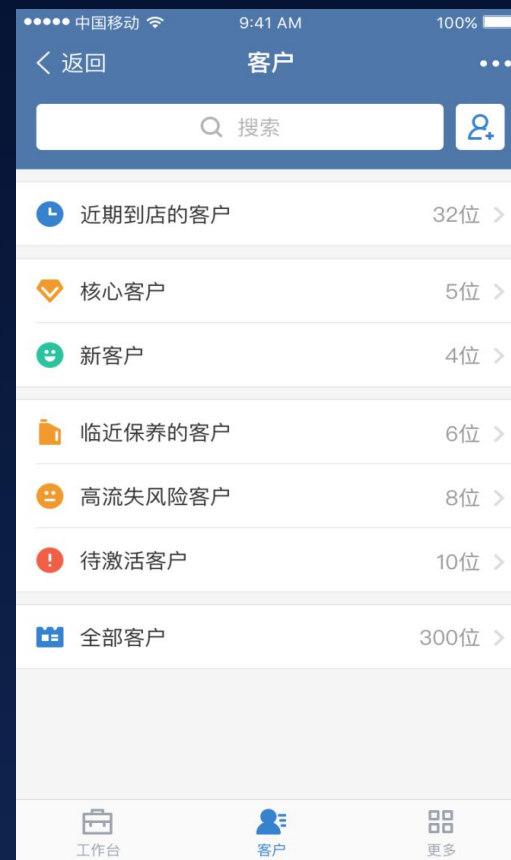 中国移动 9:41 AM 100%
返回 客户
搜索
近期到店的客户 32位
核心客户 5位
新客户 4位
临近保养的客户 6位
高流失风险客户 8位
待激活客户 10位
全部客户 300位
工作台 客户 更多